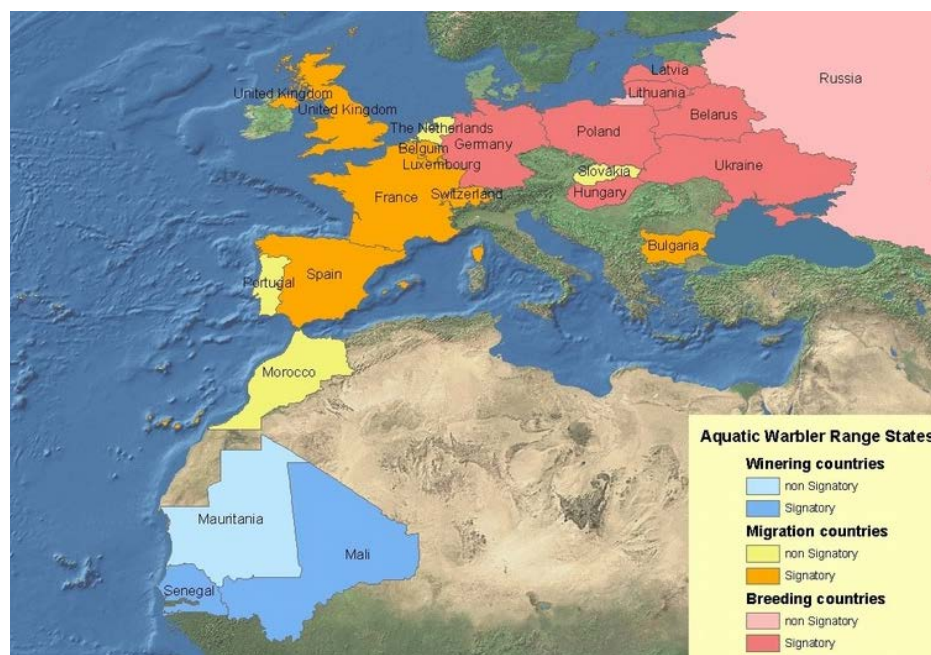 Latvia
Russia
United Kingdom
Lithuania
United Kingdom
Belarus
The Netherlands
Poland
Germany
Belguim
Luxembourg
Ukraine
Slovakia
Hungary
France
Switzerland
Bulgaria
Spain
Portugal
Morocco
Mauritania
Mali
Senegal
Aquatic Warbler Range States
Winering countries
non Signatory
Signatory
Migration countries
non Signatory
Signatory
Breeding countries
non Signatory
Signatory